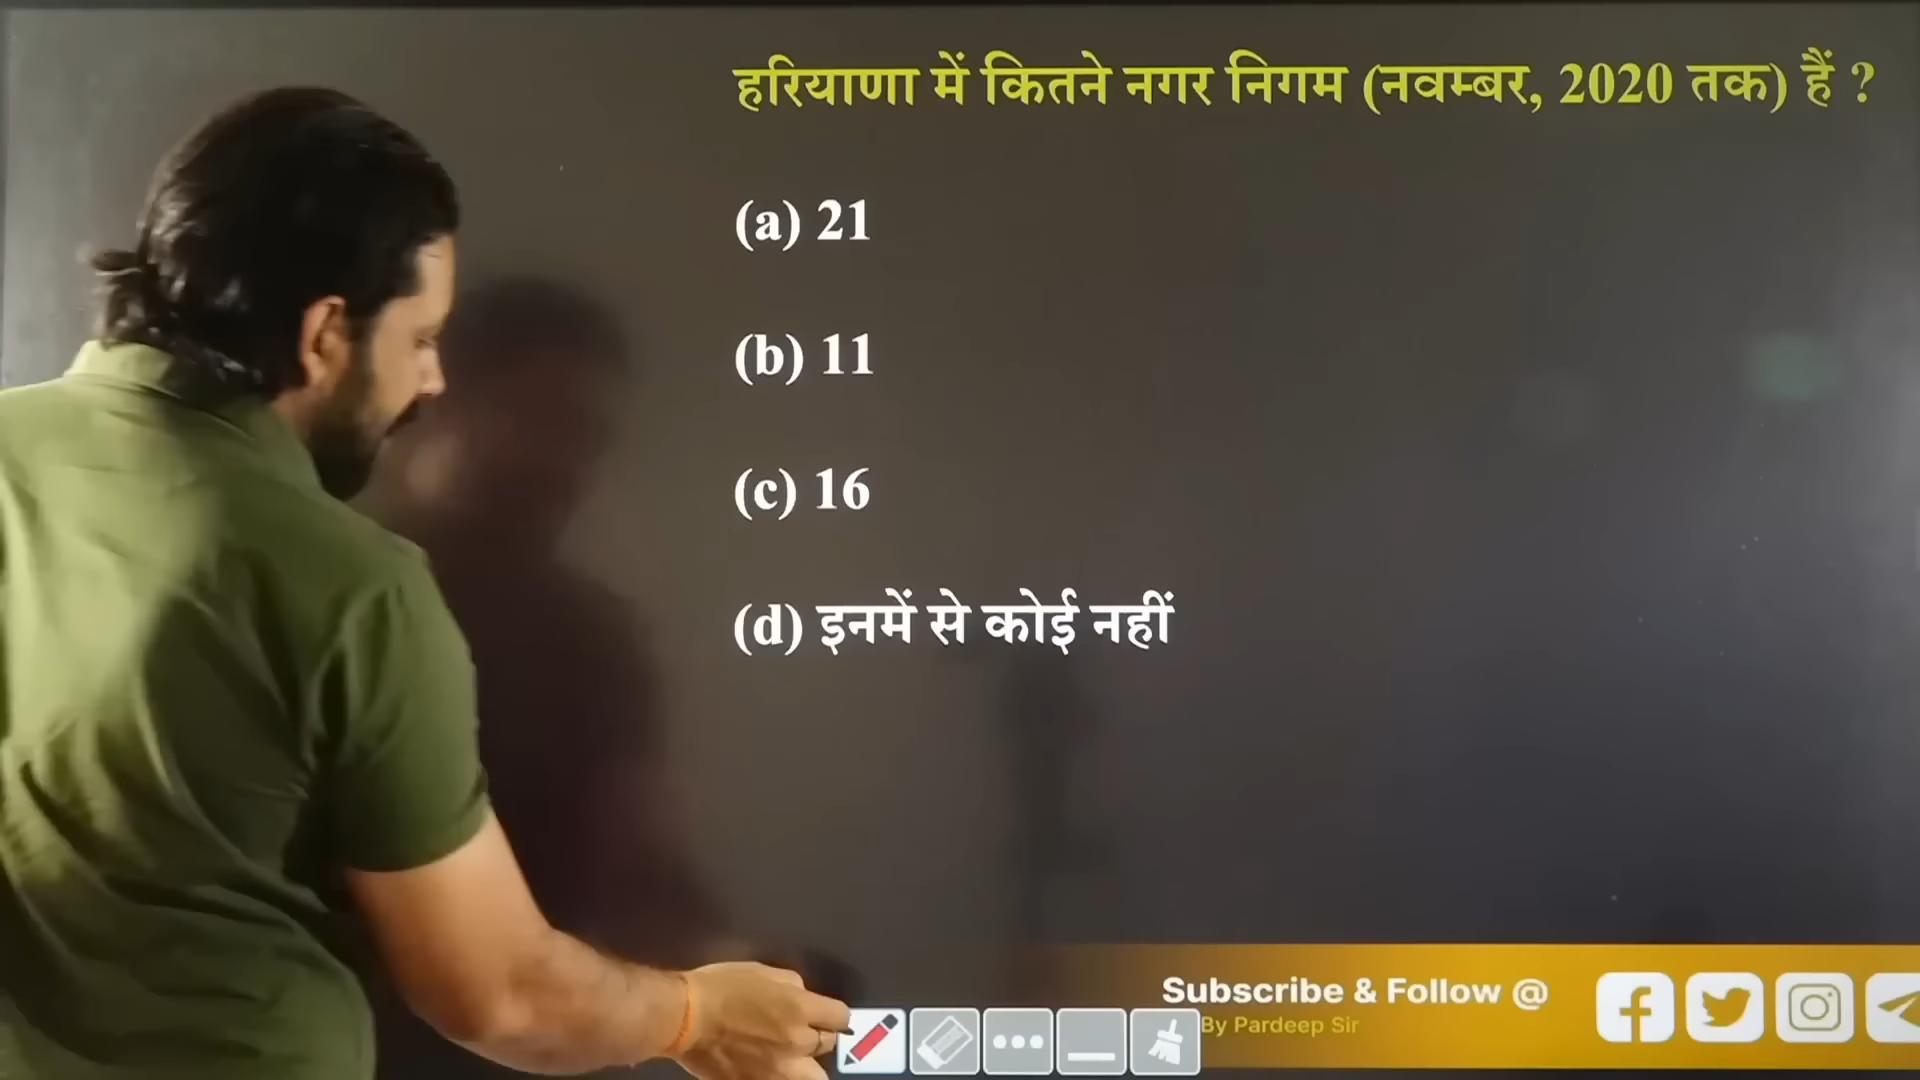 हरियाणा में कितने नगर निगम (नवम्बर, 2020 तक) हैं ?
(a) 21
(b) 11
(c) 16
(d) इनमें से कोई नहीं
Subscribe & Follow @
By Pardeep Sir